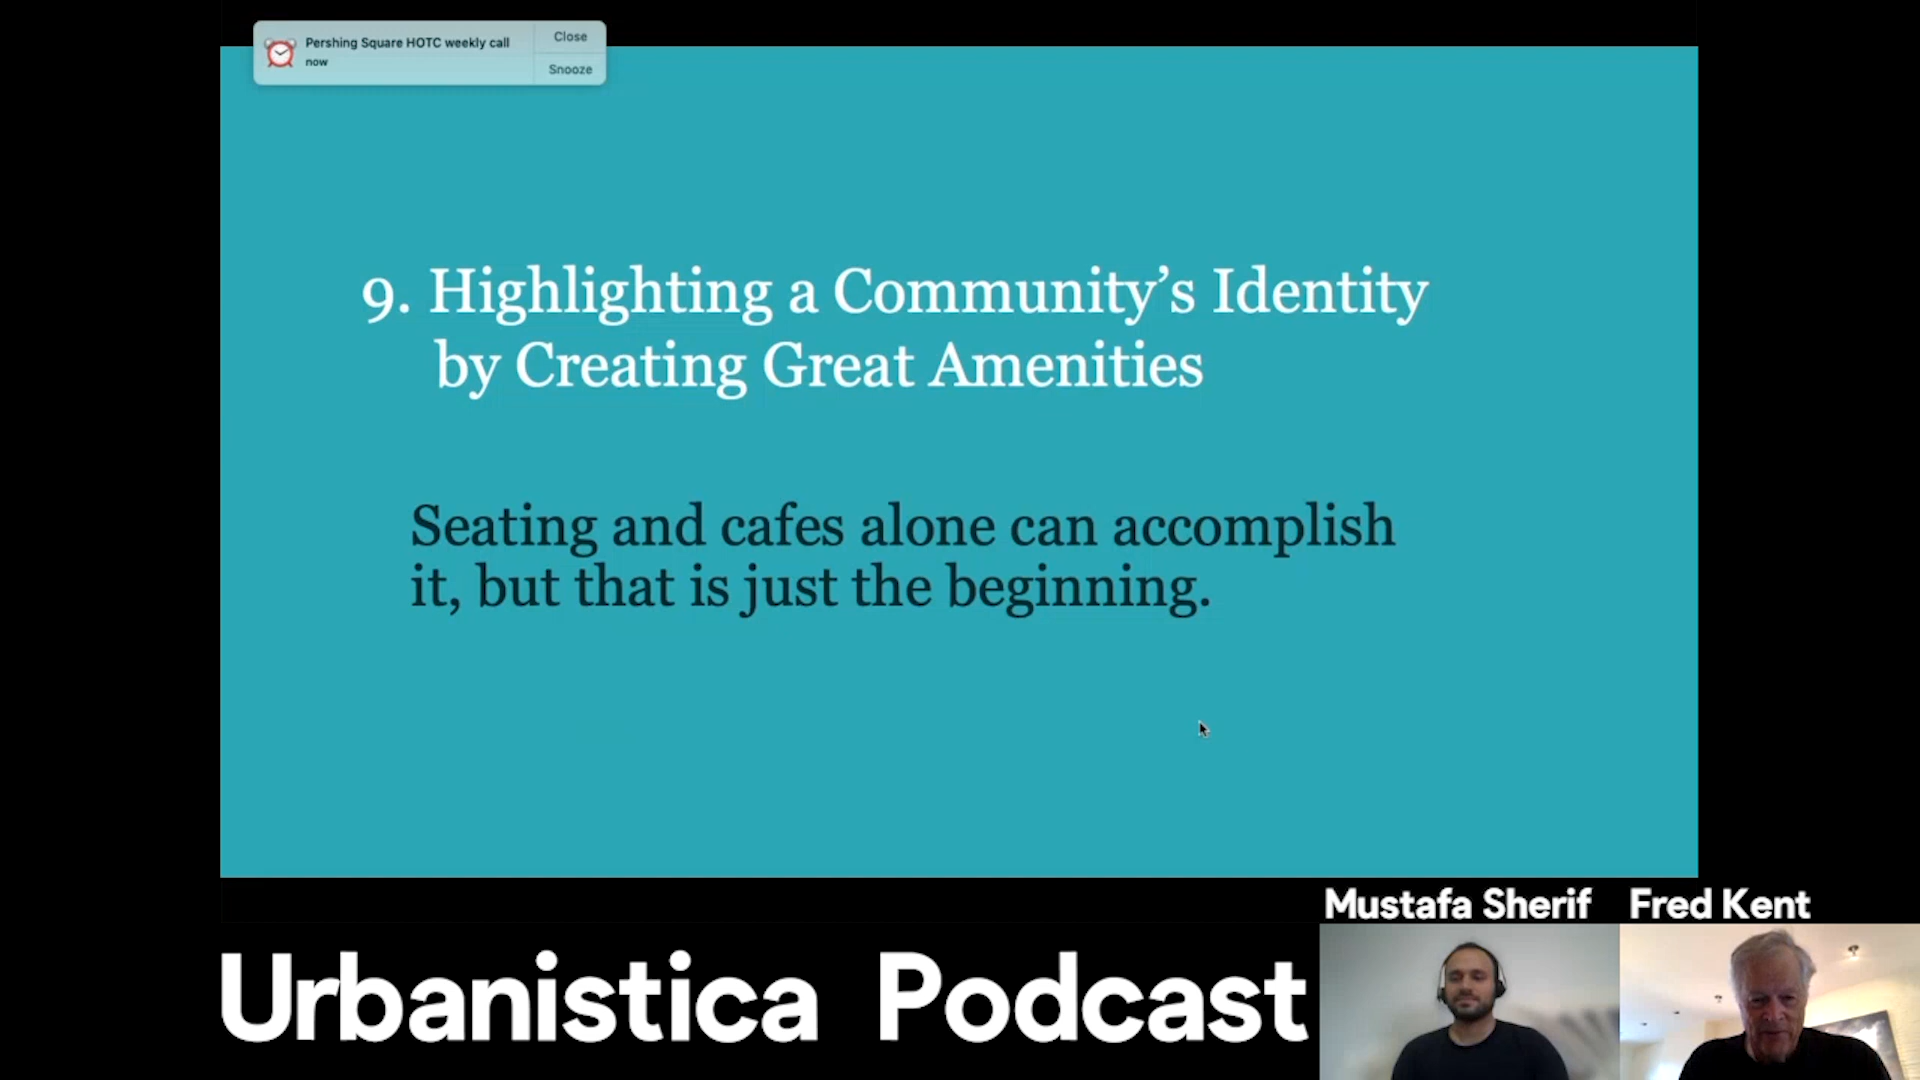 Pershing Square HOTC weekly call
now
Close
Snooze
9. Highlighting a Community’s Identity
by Creating Great Amenities
Seating and cafes alone can accomplish
it, but that is just the beginning.
Mustafa Sherif
Fred Kent
Urbanistica Podcast